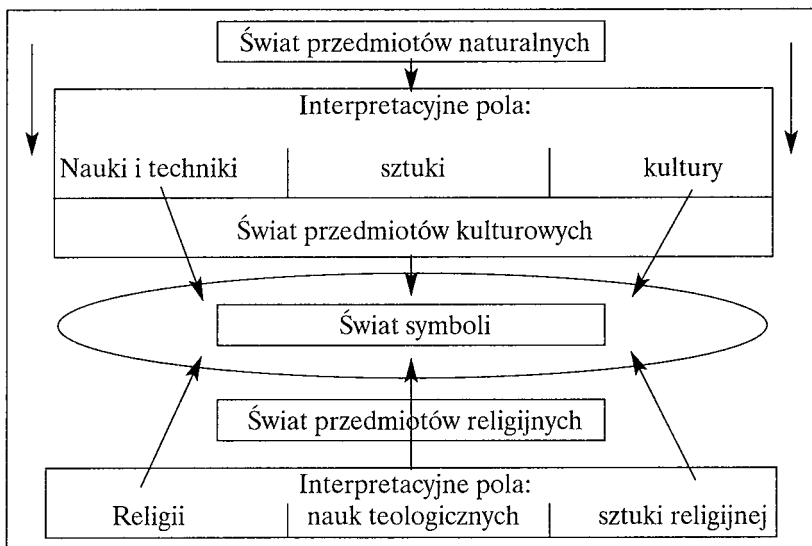 Świat przedmiotów naturalnych
Interpretacyjne pola:
Nauki i techniki sztuki kultury
Świat przedmiotów kulturowych
Świat symboli
Świat przedmiotów religijnych
Interpretacyjne pola:
Religii nauk teologicznych sztuki religijnej